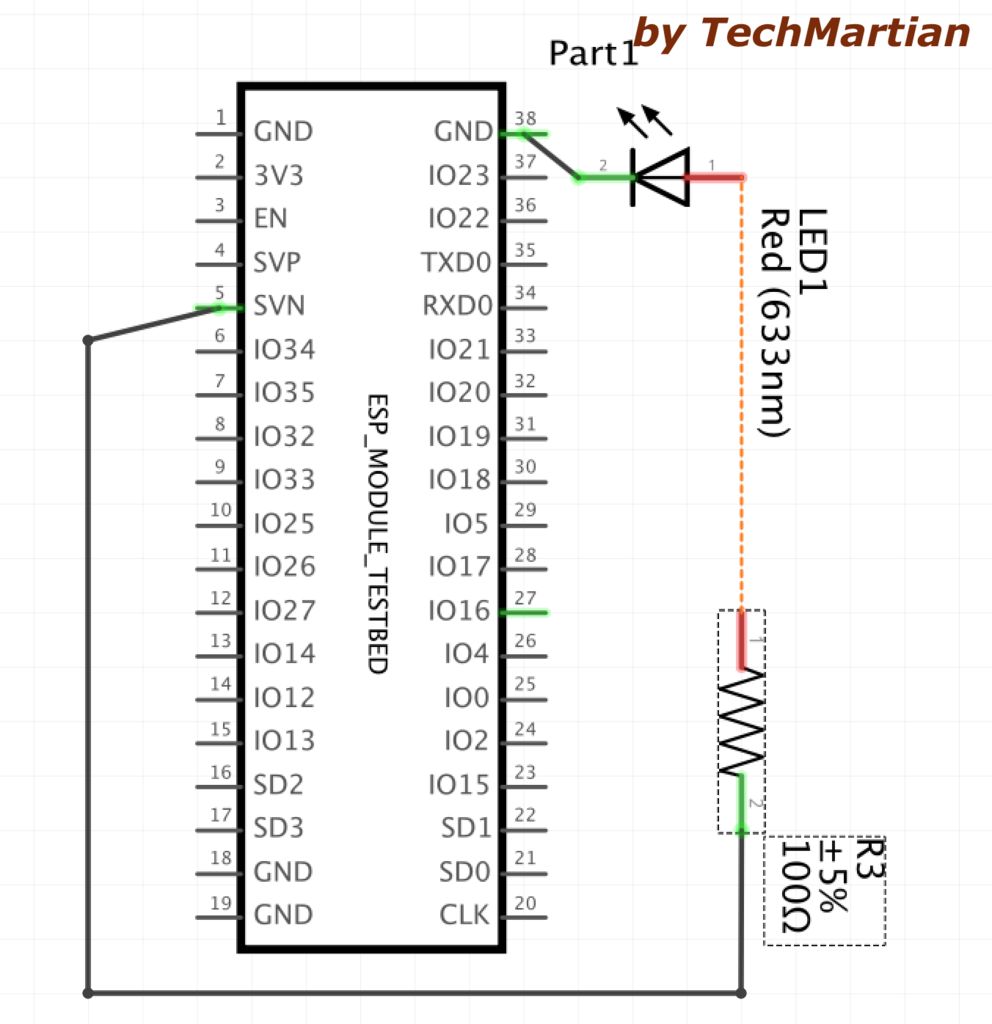 by TechMartian
Part1
1 GND GND 38
2 3V3 IO23 37
3 EN IO22 36
4 SVP TXD0 35
5 SVN RXD0 34
6 IO34 IO21 33
7 IO35 IO20 32
8 IO32 IO19 31
9 IO33 IO18 30
10 IO25 IO5 29
11 IO26 IO17 28
12 IO27 IO16 27
13 IO14 IO4 26
14 IO12 IO0 25
15 IO13 IO2 24
16 SD2 IO15 23
17 SD3 SD1 22
18 GND SD0 21
19 GND CLK 20
ESP_MODULE_TESTBED
2
1
LED1
Red (633nm)
1
2
R3
±5%
100Ω